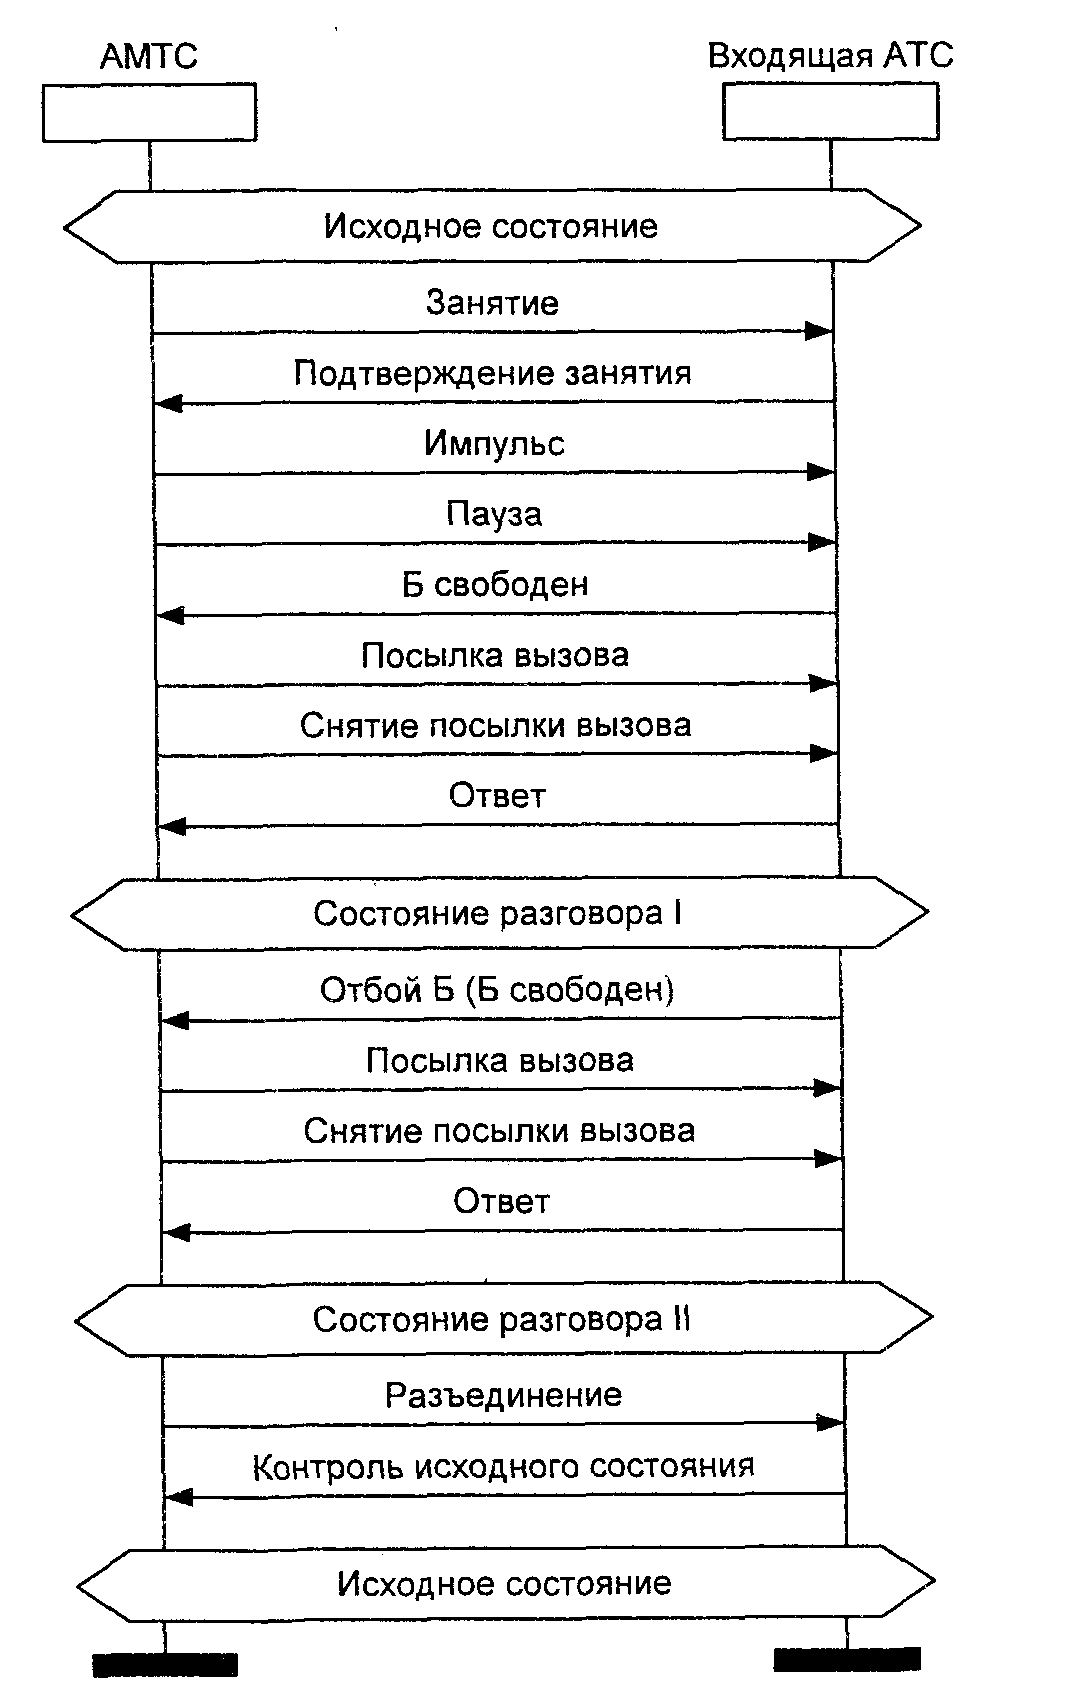 АМТС
Входящая АТС
Исходное состояние
Занятие
Подтверждение занятия
Импульс
Пауза
Б свободен
Посылка вызова
Снятие посылки вызова
Ответ
Состояние разговора I
Отбой Б (Б свободен)
Посылка вызова
Снятие посылки вызова
Ответ
Состояние разговора II
Разъединение
Контроль исходного состояния
Исходное состояние